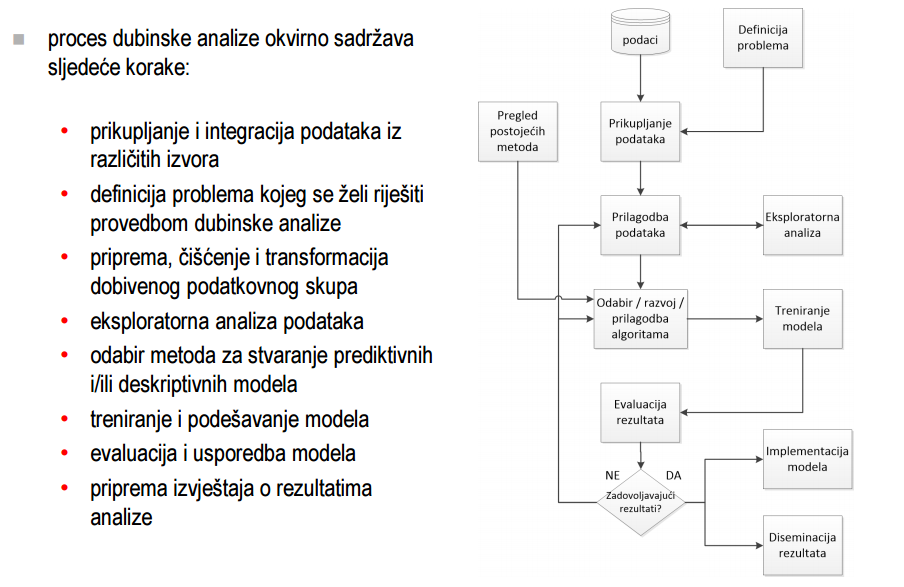 proces dubinske analize okvirno sadržava
sljedeće korake:
prikupljanje i integracija podataka iz
različitih izvora
definicija problema kojeg se želi riješiti
provedbom dubinske analize
priprema, čišćenje i transformacija
dobivenog podatkovnog skupa
eksploratorna analiza podataka
odabir metoda za stvaranje prediktivnih
i/ili deskriptivnih modela
treniranje i podešavanje modela
evaluacija i usporedba modela
priprema izvještaja o rezultatima
analize
podaci
Definicija
problema
Pregled
postojećih
metoda
Prikupljanje
podataka
Prilagodba
podataka
Eksploratorna
analiza
Odabir / razvoj /
prilagodba
algoritama
Treniranje
modela
Evaluacija
rezultata
NE
DA
Zadovoljavajući
rezultati?
Implementacija
modela
Diseminacija
rezultata